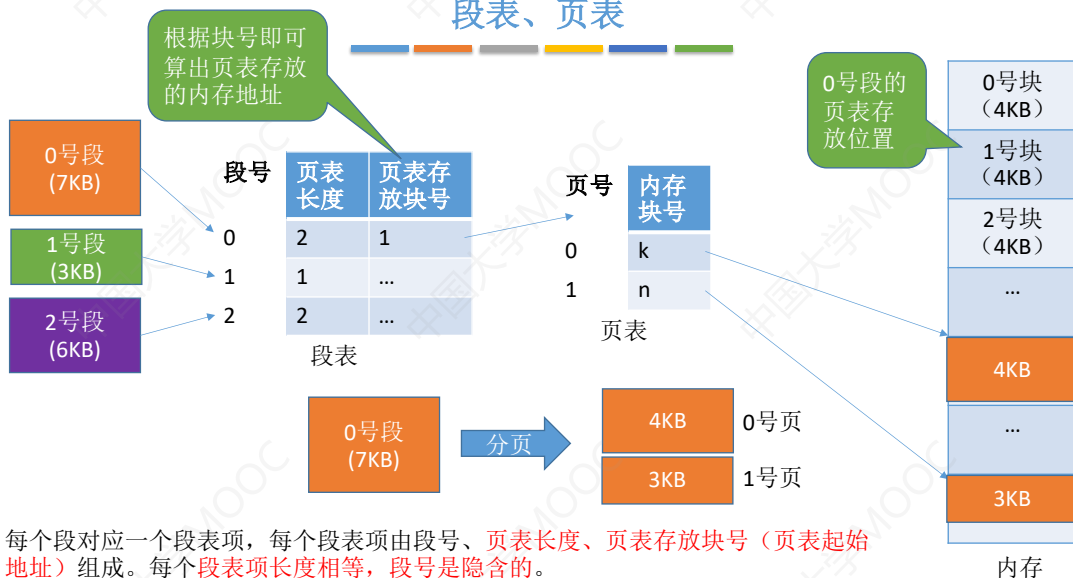 段表、页表
根据块号即可
算出页表存放
的内存地址
0号段的
页表存
放位置
0号段
(7KB)
1号段
(3KB)
2号段
(6KB)
段号
页表
长度
页表存
放块号
0
2
1
1
1
...
2
2
...
段表
页号
内存
块号
0
k
1
n
页表
0号块
（4KB）
1号块
（4KB）
2号块
（4KB）
...
4KB
...
3KB
内存
0号段
(7KB)
分页
4KB
0号页
3KB
1号页
每个段对应一个段表项，每个段表项由段号、页表长度、页表存放块号（页表起始
地址）组成。每个段表项长度相等，段号是隐含的。
中国大学MOOC